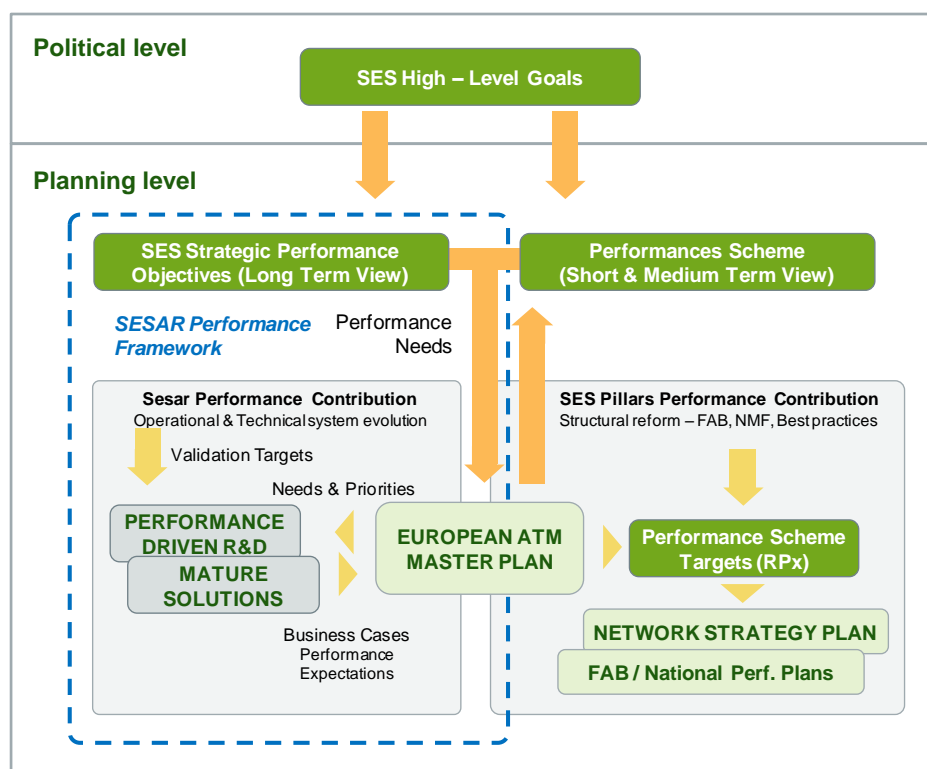 Political level
SES High – Level Goals
Planning level
SES Strategic Performance
Objectives (Long Term View)
Performances Scheme
(Short & Medium Term View)
SESAR Performance
Framework
Performance
Needs
Sesar Performance Contribution
Operational & Technical system evolution
Validation Targets
Needs & Priorities
PERFORMANCE
DRIVEN R&D
MATURE
SOLUTIONS
Business Cases
Performance
Expectations
EUROPEAN ATM
MASTER PLAN
SES Pillars Performance Contribution
Structural reform – FAB, NMF, Best practices
Performance Scheme
Targets (RPx)
NETWORK STRATEGY PLAN
FAB / National Perf. Plans